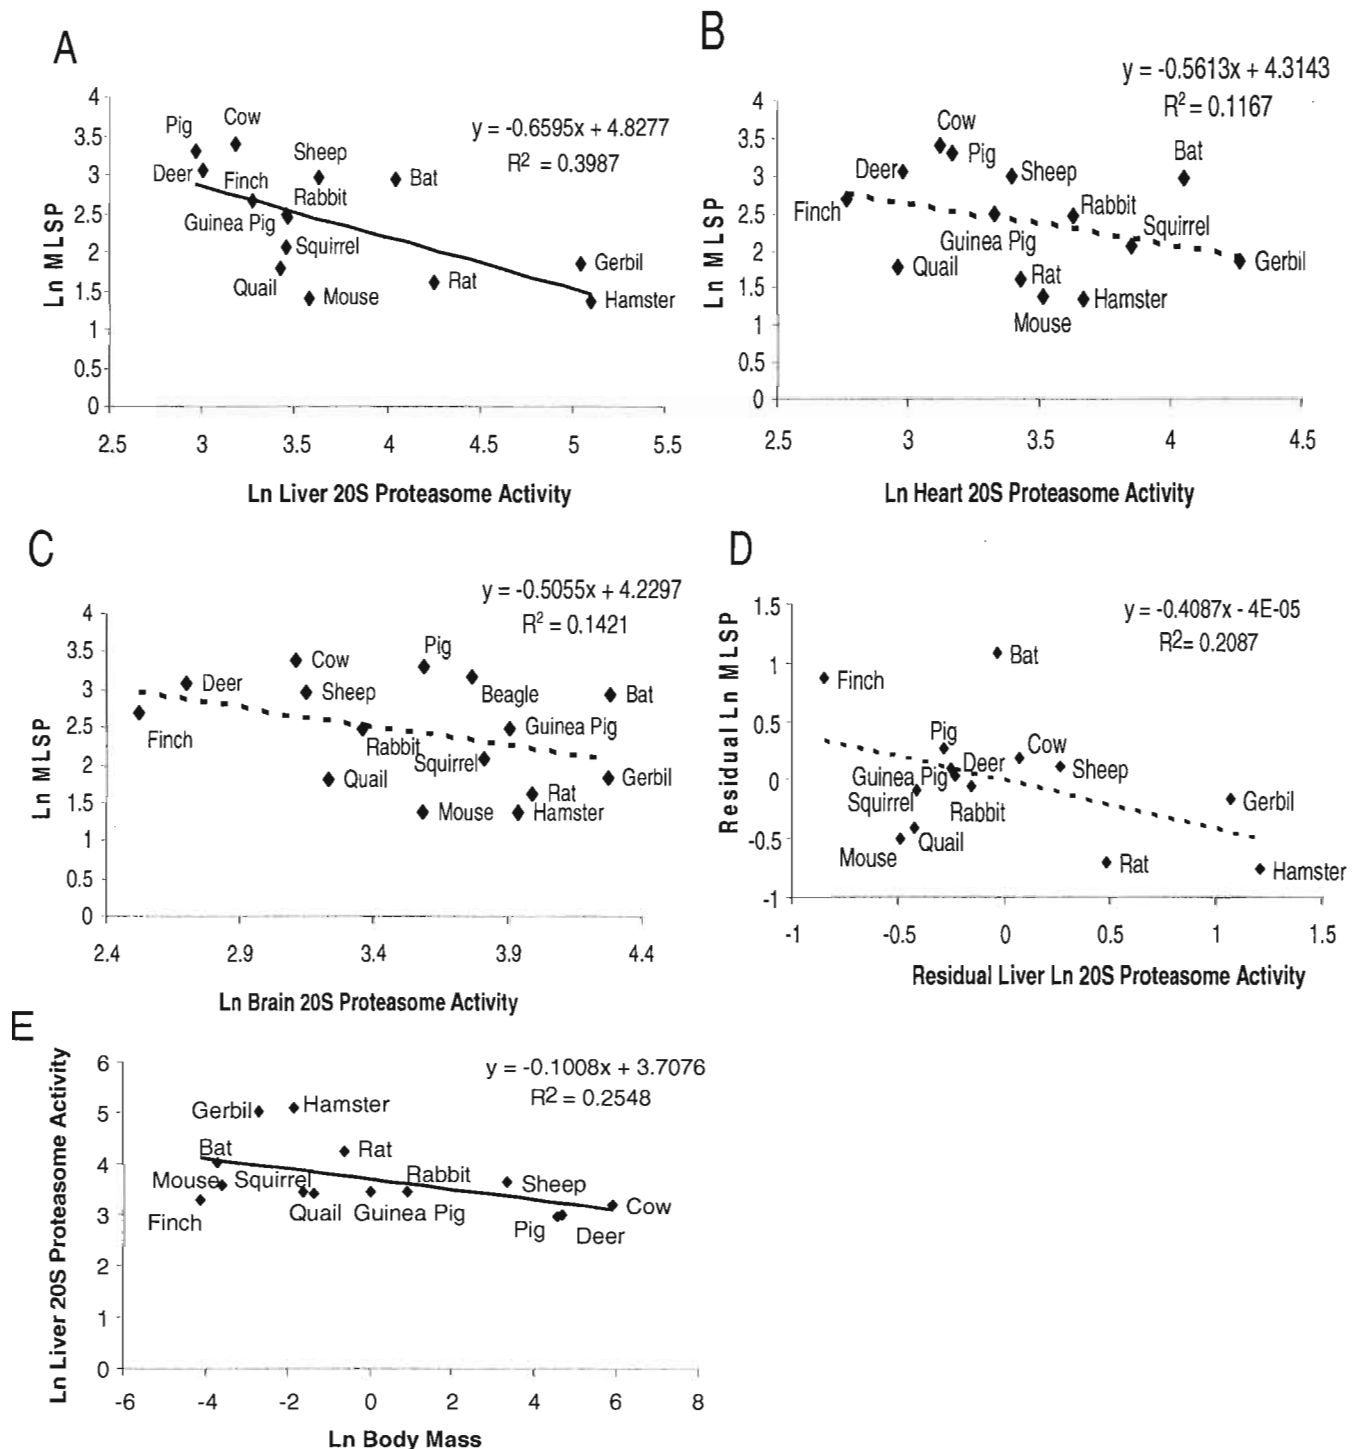 A
y = -0.6595x + 4.8277
R² = 0.3987
Ln MLSP
4
3.5
3
2.5
2
1.5
1
0.5
0
Pig
Cow
Deer
Finch
Sheep
Bat
Rabbit
Guinea Pig
Squirrel
Quail
Mouse
Rat
Gerbil
Hamster
2.5 3 3.5 4 4.5 5 5.5
Ln Liver 20S Proteasome Activity
B
y = -0.5613x + 4.3143
R² = 0.1167
Ln MLSP
4
3.5
3
2.5
2
1.5
1
0.5
0
Cow
Pig
Deer
Sheep
Bat
Finch
Rabbit
Guinea Pig
Squirrel
Quail
Rat
Mouse
Hamster
Gerbil
2.5 3 3.5 4 4.5
Ln Heart 20S Proteasome Activity
C
y = -0.5055x + 4.2297
R² = 0.1421
Ln MLSP
4
3.5
3
2.5
2
1.5
1
0.5
0
Deer
Cow
Sheep
Pig
Beagle
Bat
Finch
Rabbit
Guinea Pig
Squirrel
Quail
Gerbil
Mouse
Rat
Hamster
2.4 2.9 3.4 3.9 4.4
Ln Brain 20S Proteasome Activity
D
y = -0.4087x - 4E-05
R2= 0.2087
Residual Ln MLSP
1.5
1
0.5
0
-0.5
-1
Finch
Bat
Pig
Deer
Cow
Sheep
Guinea Pig
Squirrel
Rabbit
Gerbil
Mouse
Quail
Rat
Hamster
-1 -0.5 0 0.5 1 1.5
Residual Liver Ln 20S Proteasome Activity
E
y = -0.1008x + 3.7076
R2 = 0.2548
Ln Liver 20S Proteasome Activity
6
5
4
3
2
1
0
Gerbil
Hamster
Bat
Rat
Mouse
Squirrel
Rabbit
Sheep
Finch
Quail
Guinea Pig
Pig
Deer
Cow
-6 -4 -2 0 2 4 6 8
Ln Body Mass